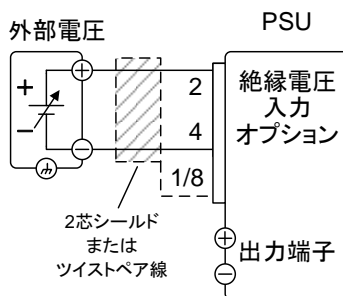 外部電圧
PSU
+
−
+
−
2
4
1/8
絶縁電圧
入力
オプション
2芯シールド
または
ツイストペア線
+
−
出力端子